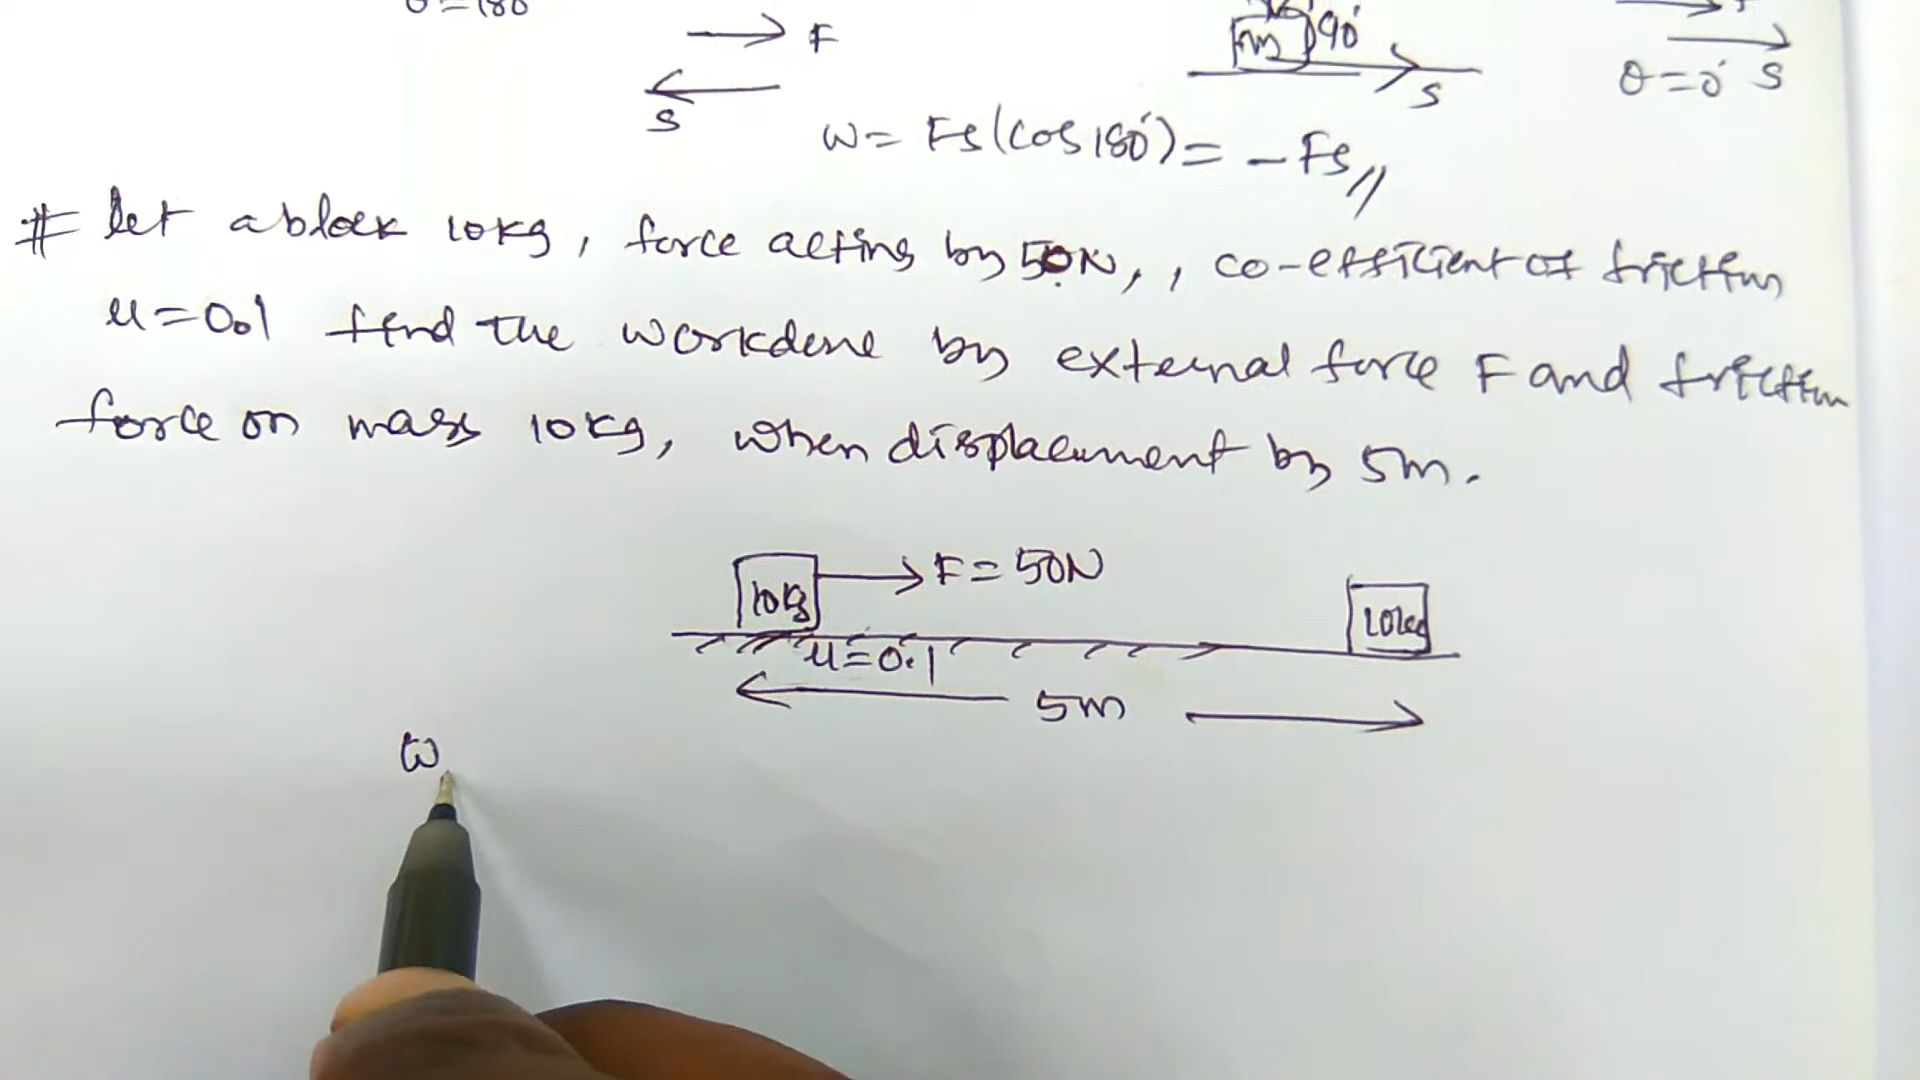 θ = 180
F
S
m 90°
S
θ = 0° S
W = Fs(cos 180°) = - Fs //
# let a block 10kg, force acting by 50N, , co-efficient of friction
μ = 0.1 find the workdone by external force F and friction
force on mass 10kg, when displacement by 5m.
10kg F = 50N 10kg
μ = 0.1
5m
W